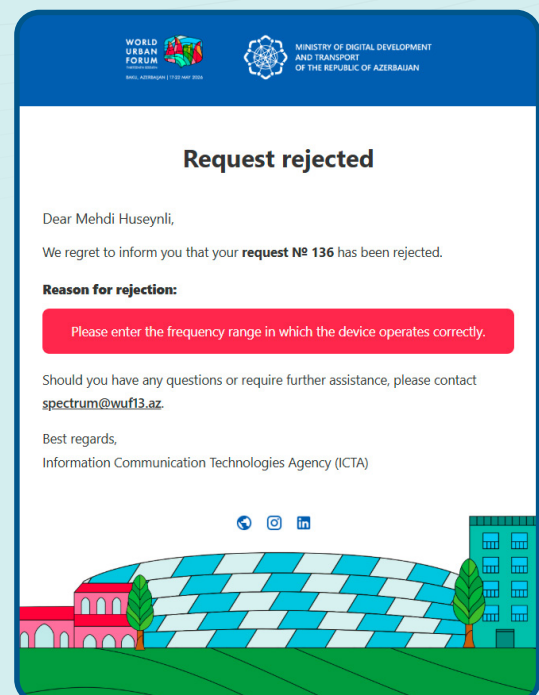 WORLD
URBAN
FORUM
BAKU, AZERBAIJAN | 17-22 MAY 2026
MINISTRY OF DIGITAL DEVELOPMENT
AND TRANSPORT
OF THE REPUBLIC OF AZERBAIJAN
Request rejected
Dear Mehdi Huseynli,
We regret to inform you that your request № 136 has been rejected.
Reason for rejection:
Please enter the frequency range in which the device operates correctly.
Should you have any questions or require further assistance, please contact
spectrum@wuf13.az.
Best regards,
Information Communication Technologies Agency (ICTA)
in